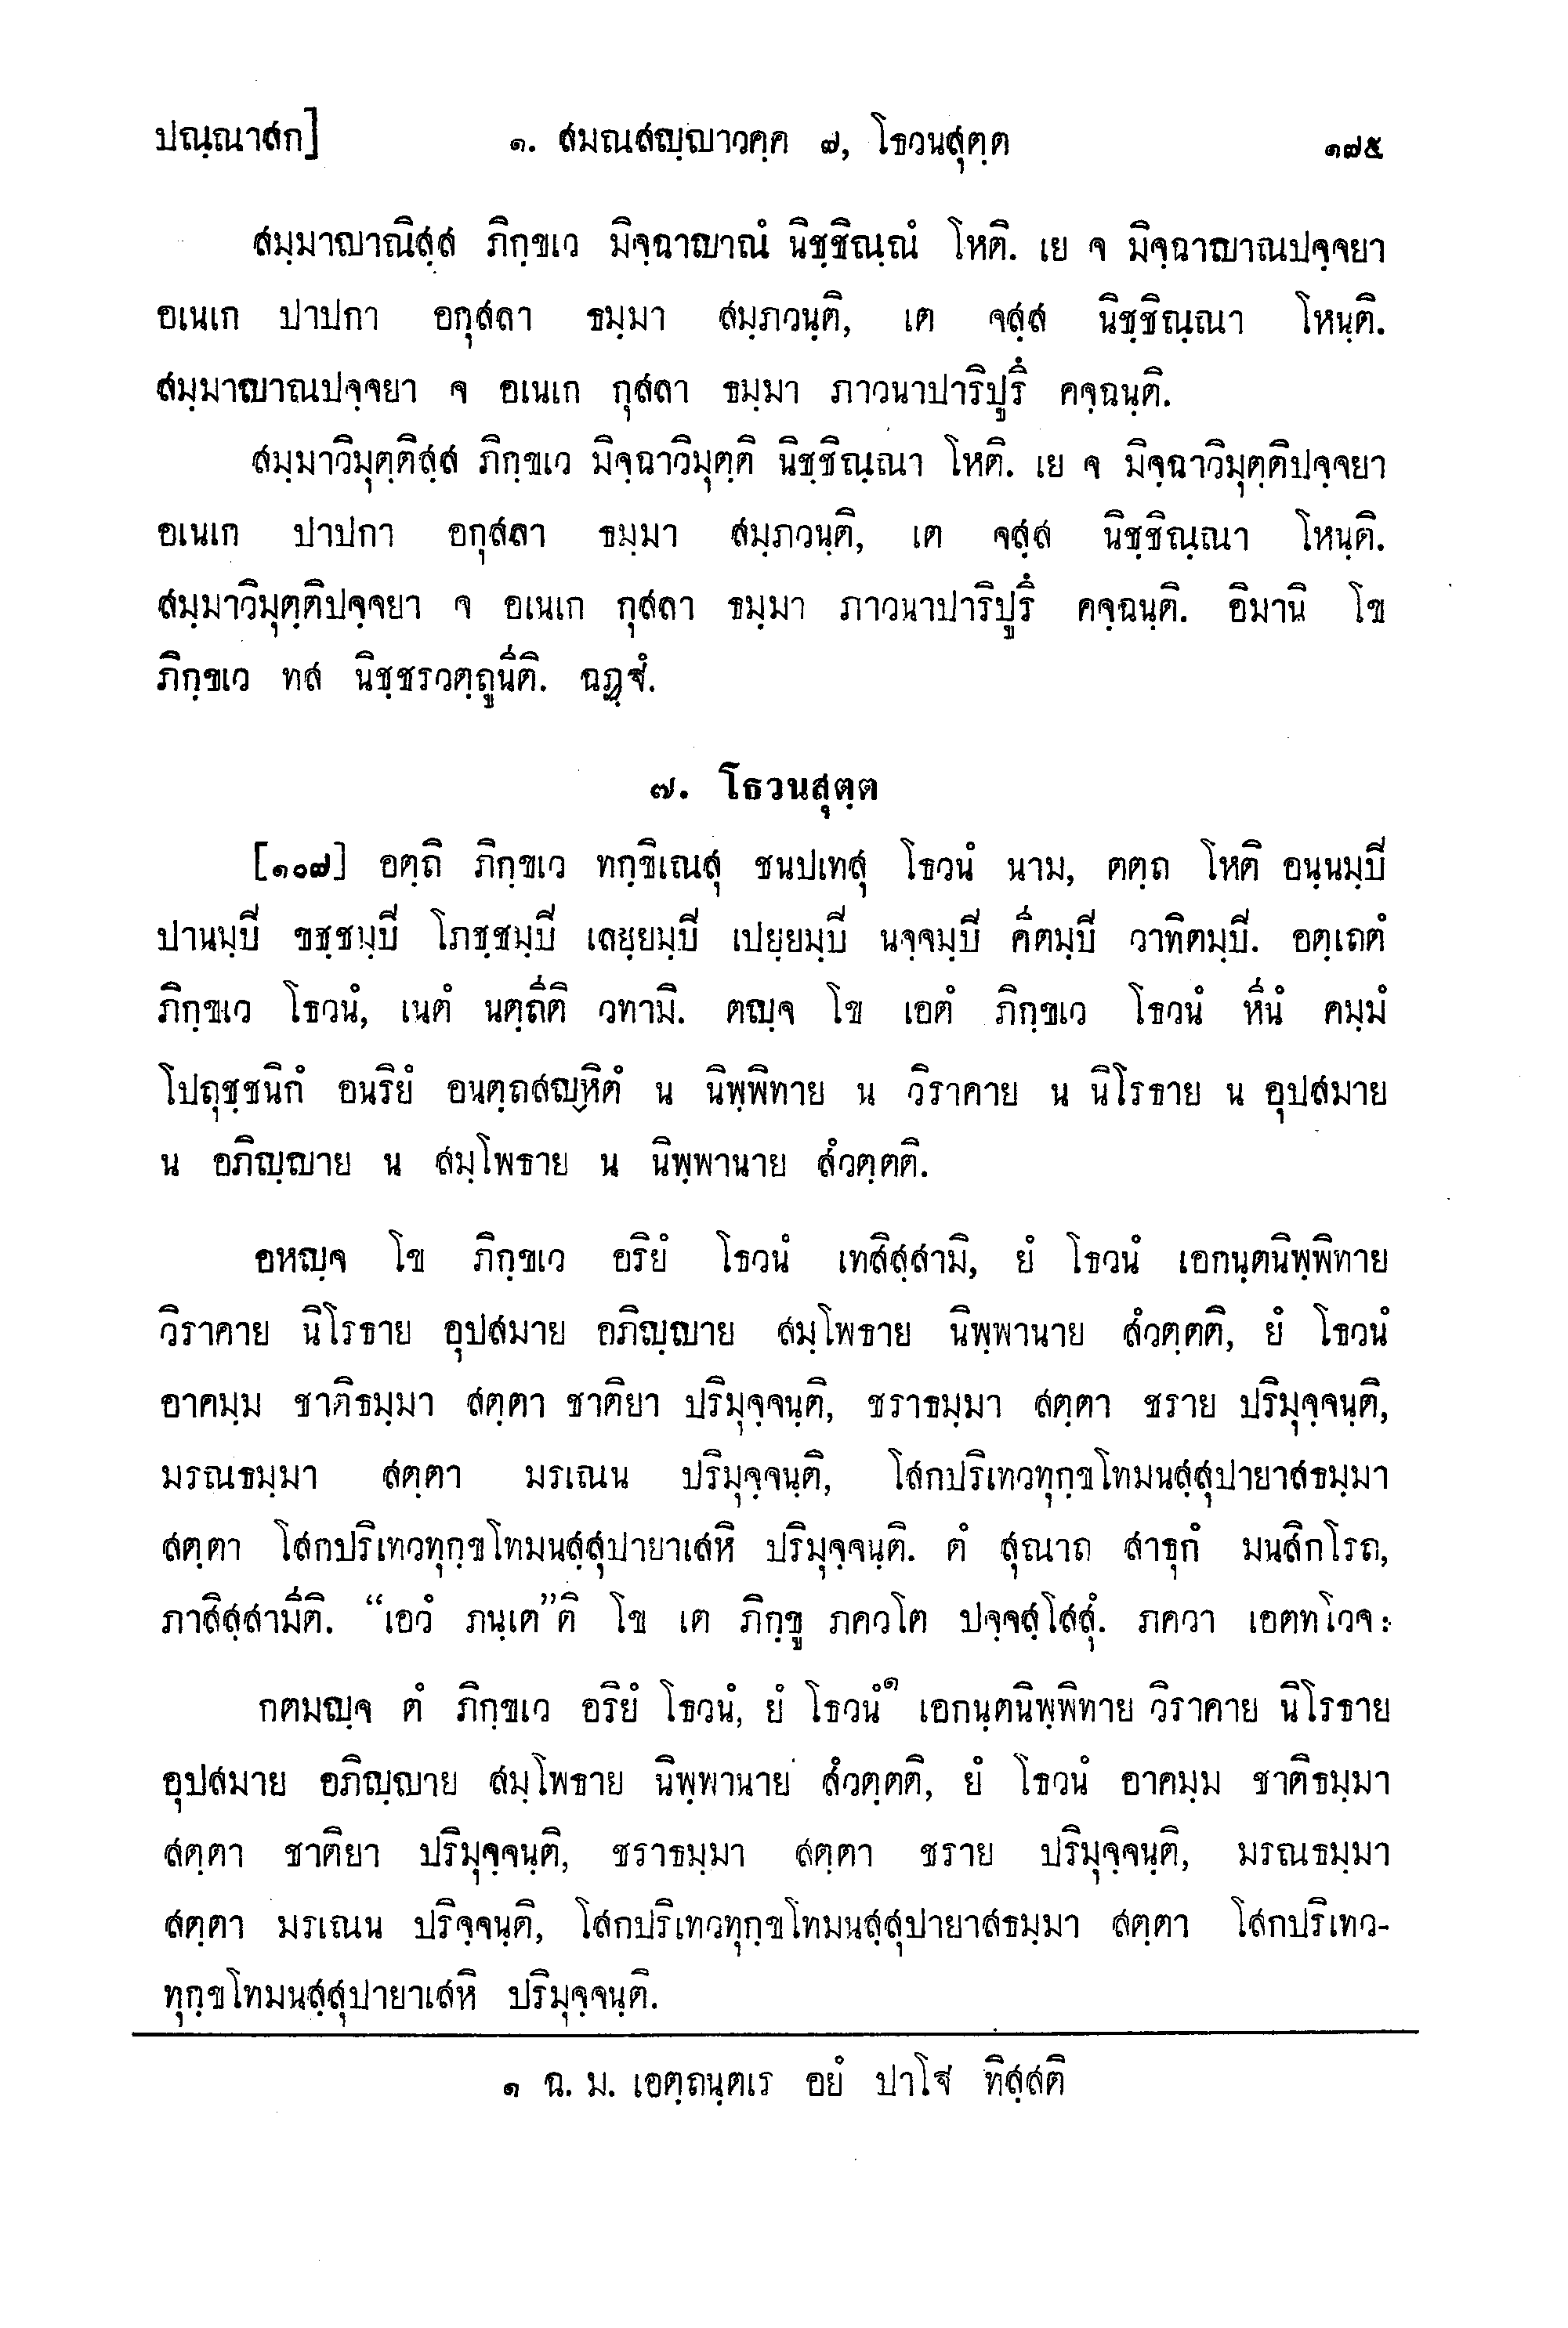 ปณฺณาสก]	๑. สมณสญฺญาวคฺค ๗, โธวนสุตฺต	๑๗๕
สมฺมาญาณิสฺส ภิกฺขเว มิจฺฉาญาณํ นิชฺชิณฺณํ โหติ. เย จ มิจฺฉาญาณปจฺจยา
อเนเก ปาปกา อกุสลา ธมฺมา สมฺภวนฺติ, เต จสฺส นิชฺชิณฺณา โหนฺติ.
สมฺมาญาณปจฺจยา จ อเนเก กุสลา ธมฺมา ภาวนาปาริปูรึ คจฺฉนฺติ.
สมฺมาวิมุตฺติสฺส ภิกฺขเว มิจฺฉาวิมุตฺติ นิชฺชิณฺณา โหติ. เย จ มิจฺฉาวิมุตฺติปจฺจยา
อเนเก ปาปกา อกุสลา ธมฺมา สมฺภวนฺติ, เต จสฺส นิชฺชิณฺณา โหนฺติ.
สมฺมาวิมุตฺติปจฺจยา จ อเนเก กุสลา ธมฺมา ภาวนาปาริปูรึ คจฺฉนฺติ. อิมานิ โข
ภิกฺขเว ทส นิชฺชรวตฺถูนีติ. ฉฏฺฐํ.
๗. โธวนสุตฺต
[๑๐๗] อตฺถิ ภิกฺขเว ทกฺขิเณสุ ชนปเทสุ โธวนํ นาม, ตตฺถ โหติ อนฺนมฺปิ
ปานมฺปิ ขชฺชมฺปิ โภชฺชมฺปิ เลยฺยมฺปิ เปยฺยมฺปิ นจฺจมฺปิ คีตมฺปิ วาทิตมฺปิ. อตฺเถตํ
ภิกฺขเว โธวนํ, เนตํ นตฺถีติ วทามิ. ตญฺจ โข เอตํ ภิกฺขเว โธวนํ หีนํ คมฺมํ
โปถุชฺชนิกํ อนริยํ อนตฺถสญฺหิตํ น นิพฺพิทาย น วิราคาย น นิโรธาย น อุปสมาย
น อภิญฺญาย น สมฺโพธาย น นิพฺพานาย สํวตฺตติ.
อหญฺจ โข ภิกฺขเว อริยํ โธวนํ เทสิสฺสามิ, ยํ โธวนํ เอกนฺตนิพฺพิทาย
วิราคาย นิโรธาย อุปสมาย อภิญฺญาย สมฺโพธาย นิพฺพานาย สํวตฺตติ, ยํ โธวนํ
อาคมฺม ชาติธมฺมา สตฺตา ชาติยา ปริมุจฺจนฺติ, ชราธมฺมา สตฺตา ชราย ปริมุจฺจนฺติ,
มรณธมฺมา สตฺตา มรเณน ปริมุจฺจนฺติ, โสกปริเทวทุกฺขโทมนสฺสุปายาสธมฺมา
สตฺตา โสกปริเทวทุกฺขโทมนสฺสุปายาเสหิ ปริมุจฺจนฺติ. ตํ สุณาถ สาธุกํ มนสิกโรถ,
ภาสิสฺสามีติ. “เอวํ ภนฺเต”ติ โข เต ภิกฺขู ภควโต ปจฺจสฺโสสุํ. ภควา เอตทโวจ :
กตมญฺจ ตํ ภิกฺขเว อริยํ โธวนํ, ยํ โธวนํ๑ เอกนฺตนิพฺพิทาย วิราคาย นิโรธาย
อุปสมาย อภิญฺญาย สมฺโพธาย นิพฺพานาย สํวตฺตติ, ยํ โธวนํ อาคมฺม ชาติธมฺมา
สตฺตา ชาติยา ปริมุจฺจนฺติ, ชราธมฺมา สตฺตา ชราย ปริมุจฺจนฺติ, มรณธมฺมา
สตฺตา มรเณน ปริจฺจนฺติ, โสกปริเทวทุกฺขโทมนสฺสุปายาสธมฺมา สตฺตา โสกปริเทว-
ทุกฺขโทมนสฺสุปายาเสหิ ปริมุจฺจนฺติ.
๑ ฉ. ม. เอตฺถนฺตเร อยํ ปาโฐ ทิสฺสติ